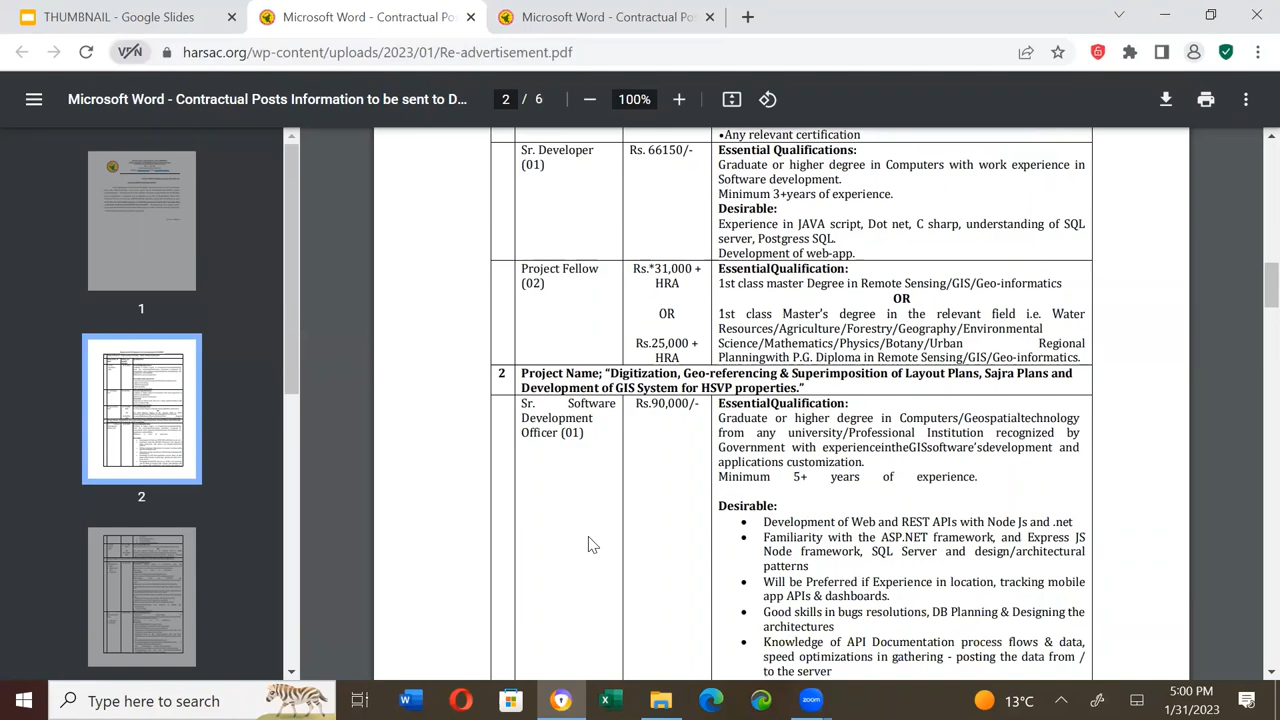 THUMBNAIL - Google Slides
Microsoft Word - Contractual Pos
Microsoft Word - Contractual Pos
VPN
harsac.org/wp-content/uploads/2023/01/Re-advertisement.pdf
Microsoft Word - Contractual Posts Information to be sent to D...
2 / 6
100%
•Any relevant certification
Sr. Developer
(01)
Rs. 66150/-
Essential Qualifications:
Graduate or higher degree in Computers with work experience in
Software development.
Minimum 3+years of experience.
Desirable:
Experience in JAVA script, Dot net, C sharp, understanding of SQL
server, Postgress SQL.
Development of web-app.
Project Fellow
(02)
Rs.*31,000 +
HRA
OR
Rs.25,000 +
HRA
EssentialQualification:
1st class master Degree in Remote Sensing/GIS/Geo-informatics
OR
1st class Master's degree in the relevant field i.e. Water
Resources/Agriculture/Forestry/Geography/Environmental
Science/Mathematics/Physics/Botany/Urban Regional
Planningwith P.G. Diploma in Remote Sensing/GIS/Geo-informatics.
2
Project Name; "Digitization, Geo-referencing & Superimposition of Layout Plans, Sajra Plans and
Development of GIS System for HSVP properties."
Sr. Software
Development
Officer (01)
Rs.90,000/-
EssentialQualification:
Graduate or higher degree in Computers/Geospatialtechnology
from any university/Professional Institution recognized by
Government with experienceintheGISsoftware'sdevelopment and
applications customization.
Minimum 5+ years of experience.
Desirable:
• Development of Web and REST APIs with Node Js and .net
• Familiarity with the ASP.NET framework, and Express JS
Node framework, SQL Server and design/architectural
patterns
• Will be Preferred if Experience in location, tracking mobile
app APIs & dashboards.
• Good skills in bugs resolutions, DB Planning & Designing the
architectures
• Knowledge of API Documentation process flows & data,
speed optimizations in gathering - posting the data from /
to the server
1
2
Type here to search
zoom
13°C
5:00 PM
1/31/2023